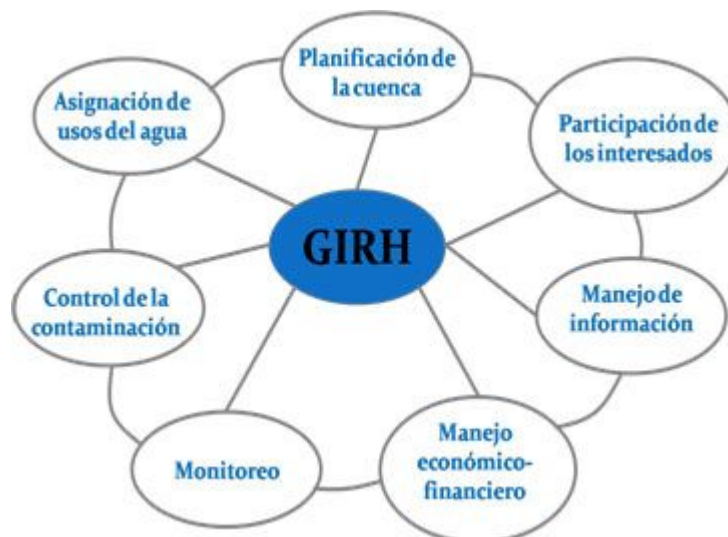 Planificación de
la cuenca
Asignación de
usos del agua
Participación de
los interesados
GIRH
Control de la
contaminación
Manejo de
información
Monitoreo
Manejo
económico-
financiero